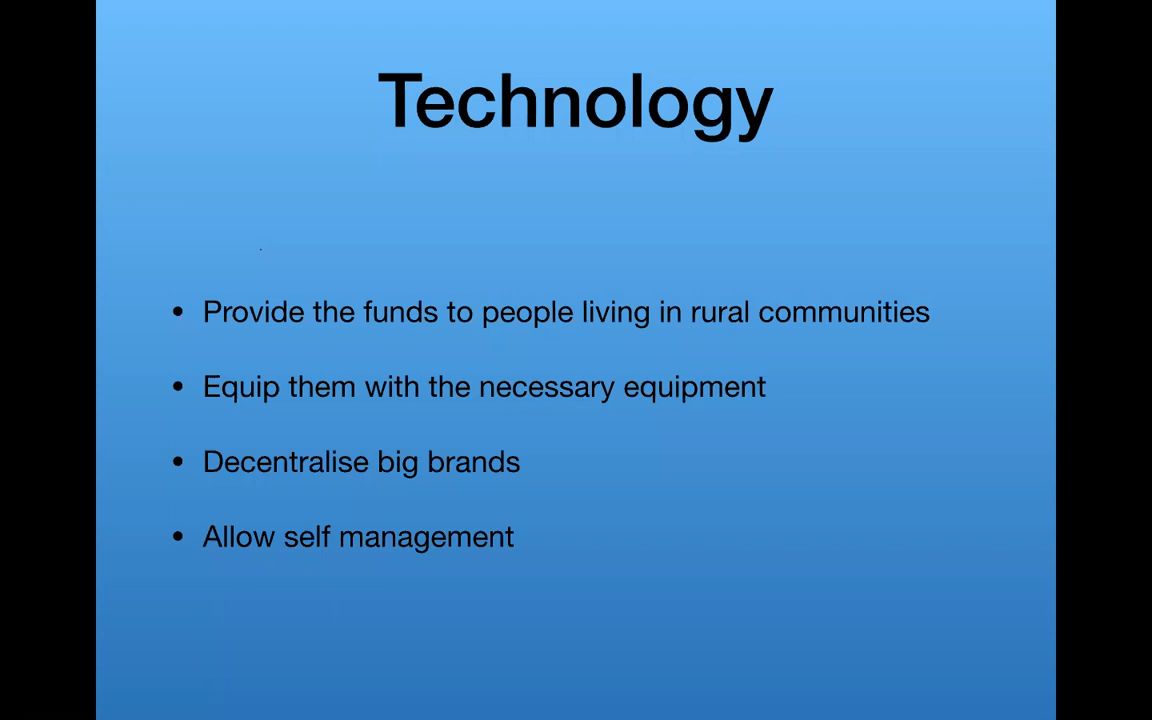 Technology
• Provide the funds to people living in rural communities
• Equip them with the necessary equipment
• Decentralise big brands
• Allow self management